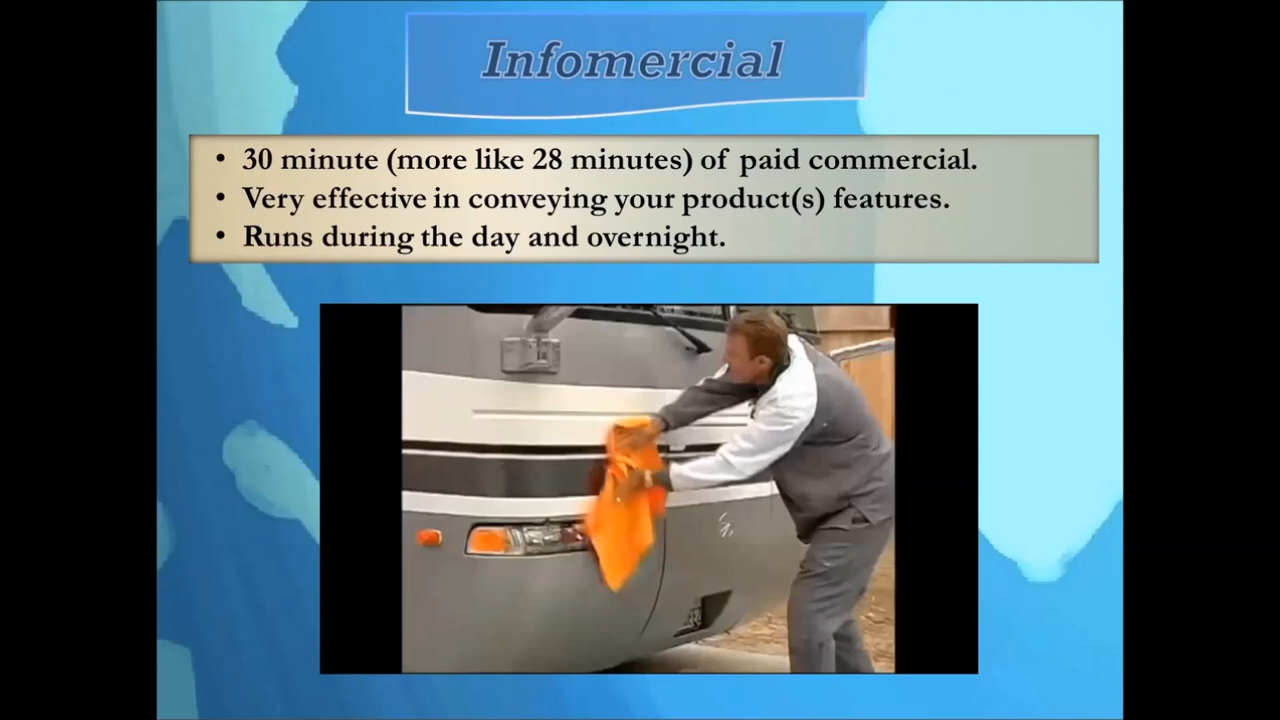 Infomercial
• 30 minute (more like 28 minutes) of paid commercial.
• Very effective in conveying your product(s) features.
• Runs during the day and overnight.